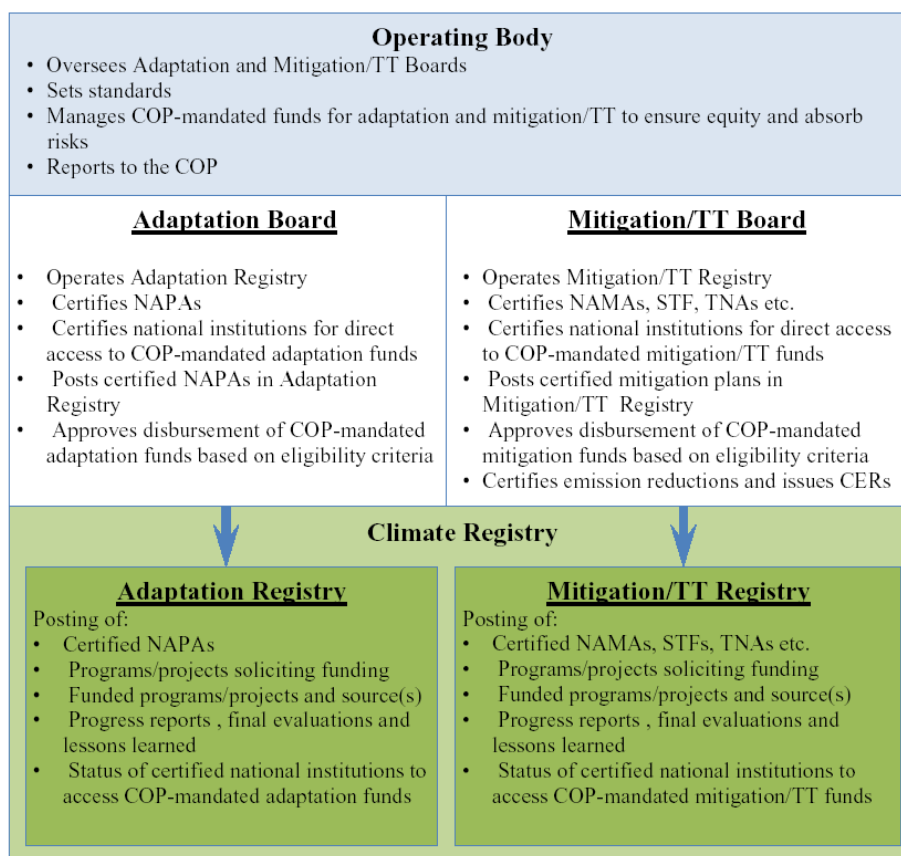 Operating Body
• Oversees Adaptation and Mitigation/TT Boards
• Sets standards
• Manages COP-mandated funds for adaptation and mitigation/TT to ensure equity and absorb
risks
• Reports to the COP
Adaptation Board
• Operates Adaptation Registry
• Certifies NAPAs
• Certifies national institutions for direct
access to COP-mandated adaptation funds
• Posts certified NAPAs in Adaptation
Registry
• Approves disbursement of COP-mandated
adaptation funds based on eligibility criteria
Mitigation/TT Board
• Operates Mitigation/TT Registry
• Certifies NAMAs, STF, TNAs etc.
• Certifies national institutions for direct access
to COP-mandated mitigation/TT funds
• Posts certified mitigation plans in
Mitigation/TT Registry
• Approves disbursement of COP-mandated
mitigation funds based on eligibility criteria
• Certifies emission reductions and issues CERs
Climate Registry
Adaptation Registry
Posting of:
• Certified NAPAs
• Programs/projects soliciting funding
• Funded programs/projects and source(s)
• Progress reports , final evaluations and
lessons learned
• Status of certified national institutions to
access COP-mandated adaptation funds
Mitigation/TT Registry
Posting of:
• Certified NAMAs, STFs, TNAs etc.
• Programs/projects soliciting funding
• Funded programs/projects and source(s)
• Progress reports , final evaluations and
lessons learned
• Status of certified national institutions to
access COP-mandated mitigation/TT funds